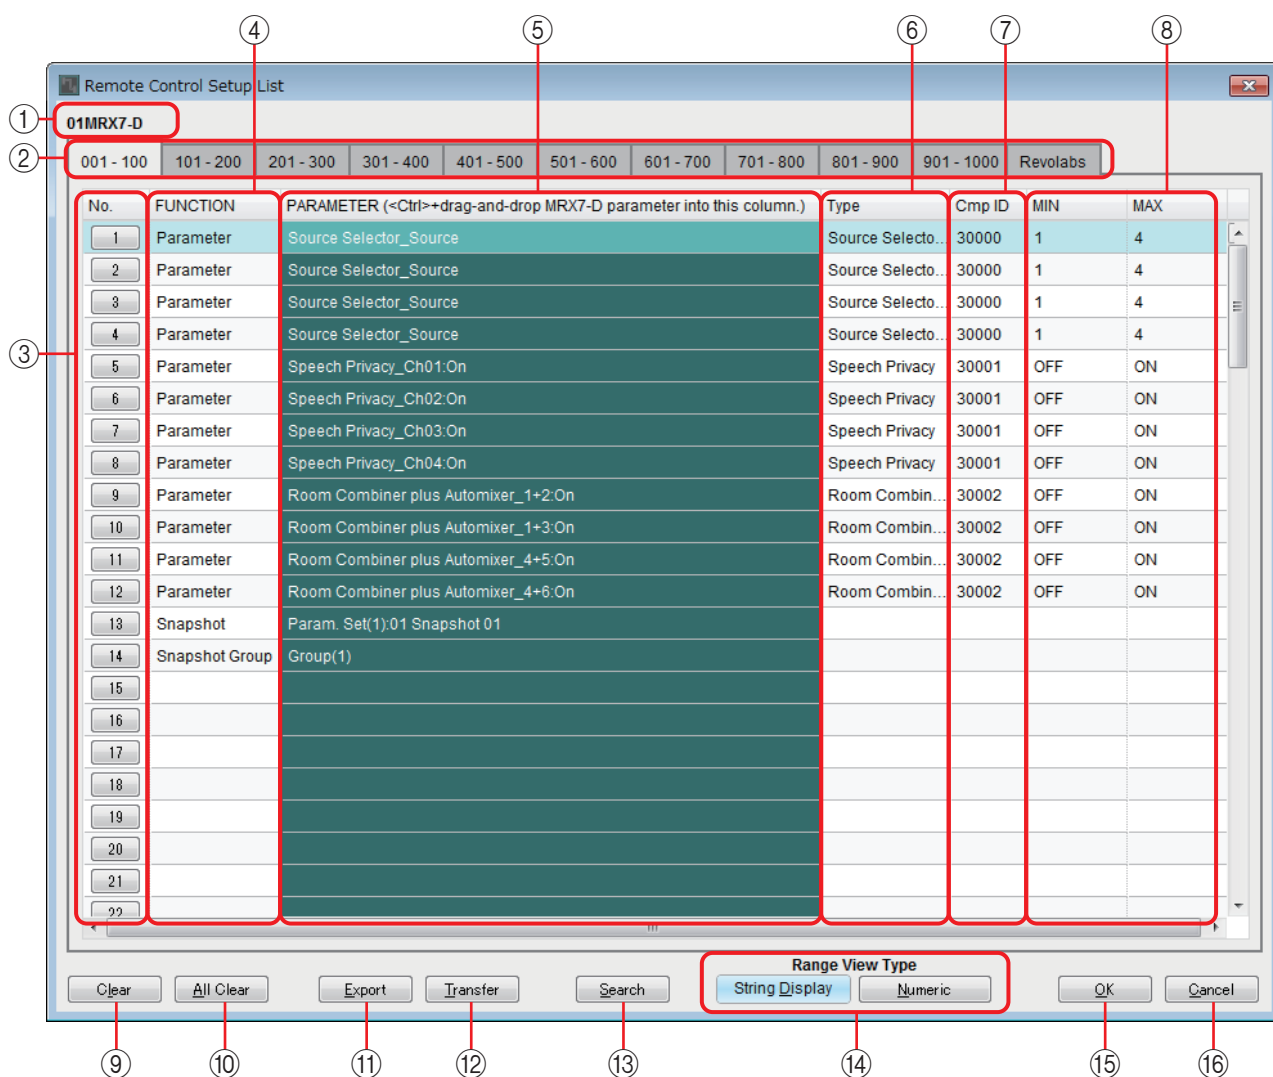 ④ ⑤ ⑥ ⑦ ⑧
Remote Control Setup List
① 01MRX7-D
② 001 - 100 101 - 200 201 - 300 301 - 400 401 - 500 501 - 600 601 - 700 701 - 800 801 - 900 901 - 1000 Revolabs
No. FUNCTION PARAMETER (<Ctrl>+drag-and-drop MRX7-D parameter into this column.) Type Cmp ID MIN MAX
1 Parameter Source Selector_Source Source Selecto... 30000 1 4
2 Parameter Source Selector_Source Source Selecto... 30000 1 4
3 Parameter Source Selector_Source Source Selecto... 30000 1 4
4 Parameter Source Selector_Source Source Selecto... 30000 1 4
③
5 Parameter Speech Privacy_Ch01:On Speech Privacy 30001 OFF ON
6 Parameter Speech Privacy_Ch02:On Speech Privacy 30001 OFF ON
7 Parameter Speech Privacy_Ch03:On Speech Privacy 30001 OFF ON
8 Parameter Speech Privacy_Ch04:On Speech Privacy 30001 OFF ON
9 Parameter Room Combiner plus Automixer_1+2:On Room Combin... 30002 OFF ON
10 Parameter Room Combiner plus Automixer_1+3:On Room Combin... 30002 OFF ON
11 Parameter Room Combiner plus Automixer_4+5:On Room Combin... 30002 OFF ON
12 Parameter Room Combiner plus Automixer_4+6:On Room Combin... 30002 OFF ON
13 Snapshot Param. Set(1):01 Snapshot 01
14 Snapshot Group Group(1)
15
16
17
18
19
20
21
22
Range View Type
Clear All Clear Export Transfer Search String Display Numeric OK Cancel
⑨ ⑩ ⑪ ⑫ ⑬ ⑭ ⑮ ⑯